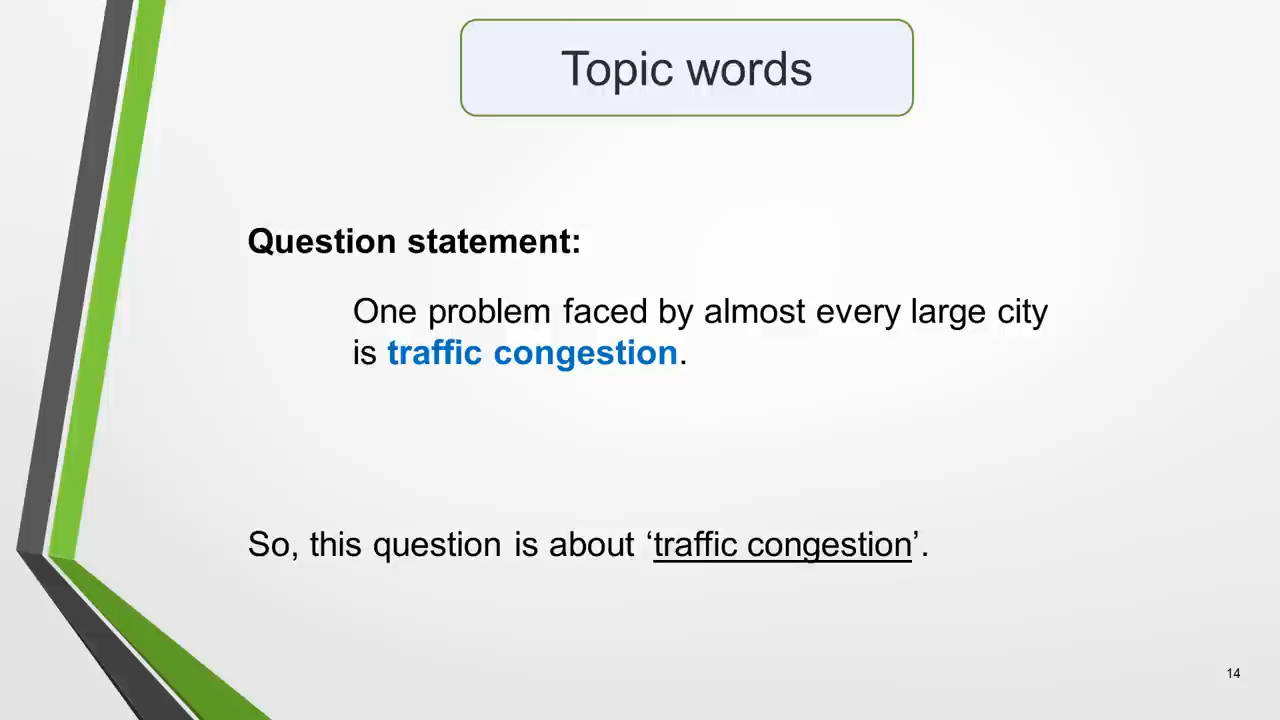 Topic words
Question statement:
One problem faced by almost every large city
is traffic congestion.
So, this question is about ‘traffic congestion’.
14